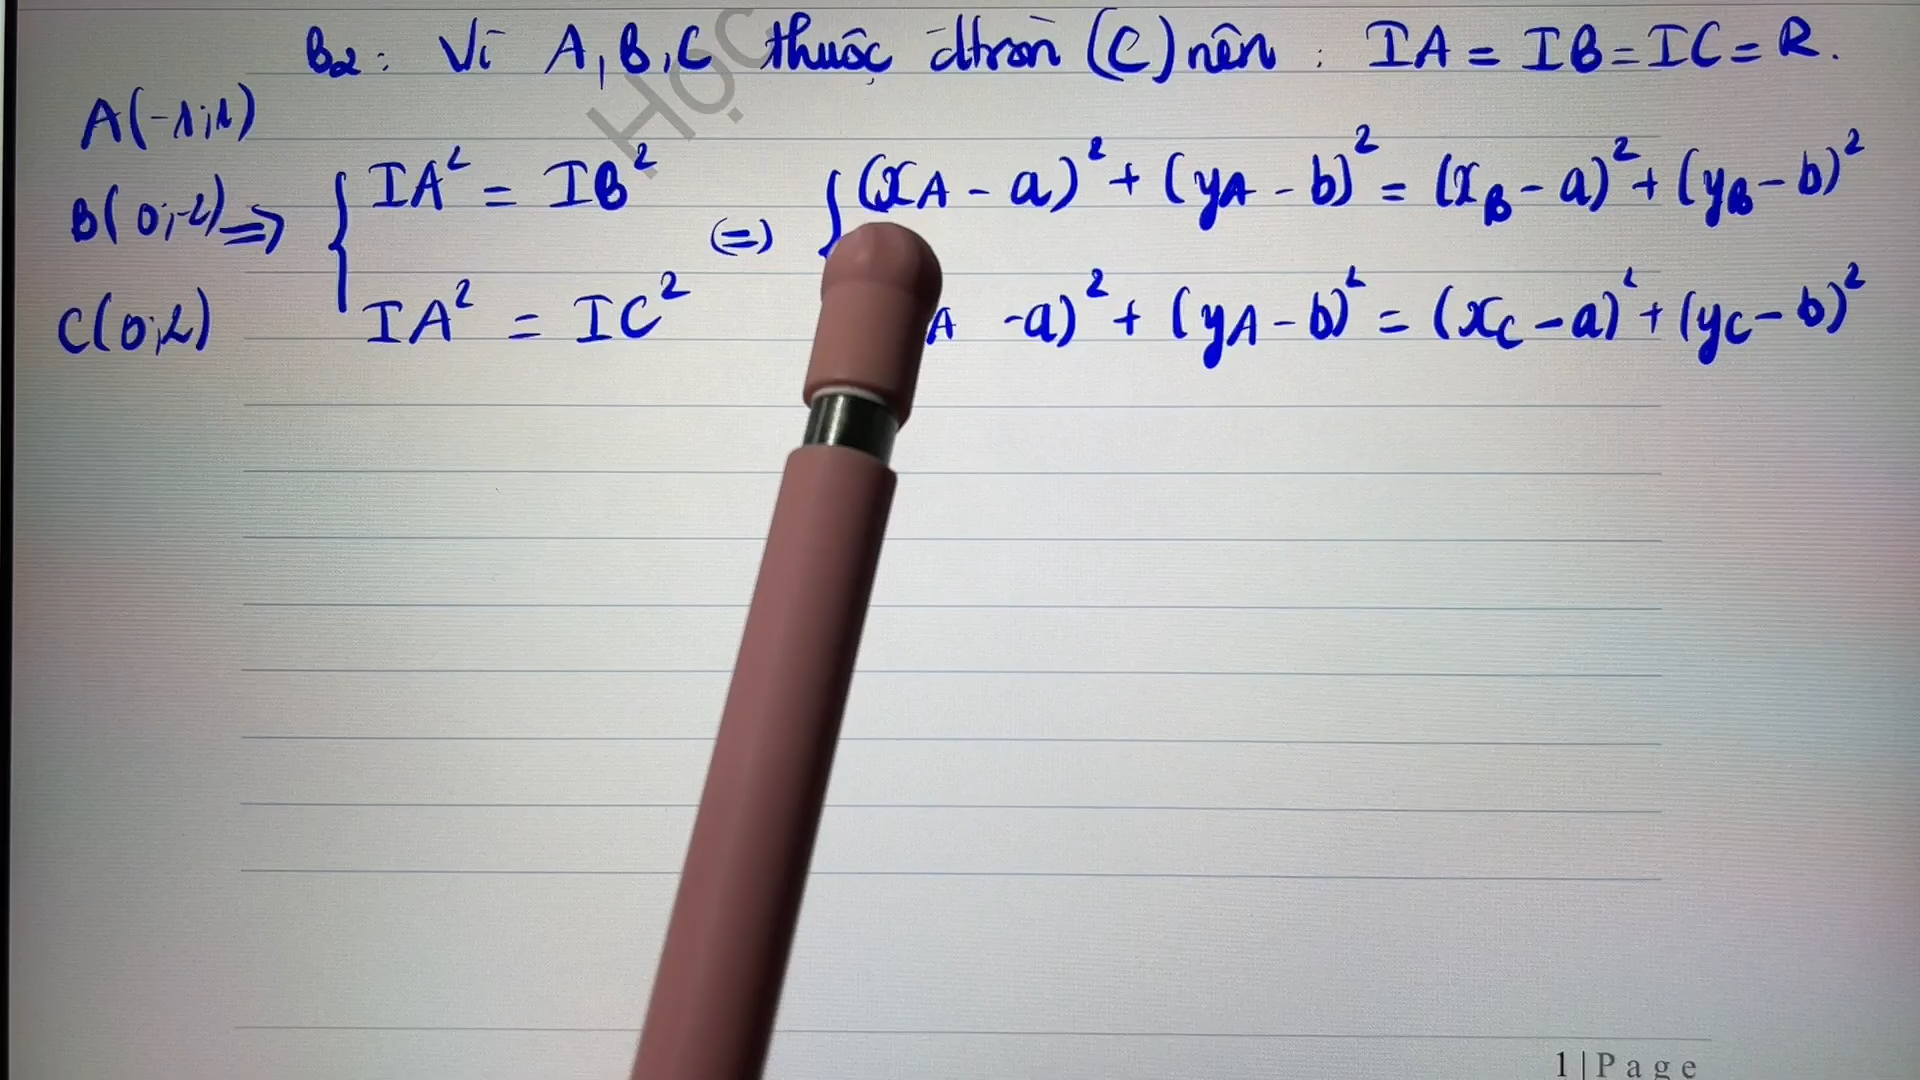 B2: Vì A, B, C thuộc đtròn (C) nên : IA = IB = IC = R.
HỌC
A(-1;1)
B(0;-2) => { IA² = IB² (=) { (xA - a)² + (yA - b)² = (xB - a)² + (yB - b)²
C(0;2) IA² = IC² A - a)² + (yA - b)² = (xC - a)² + (yC - b)²
1 | Page